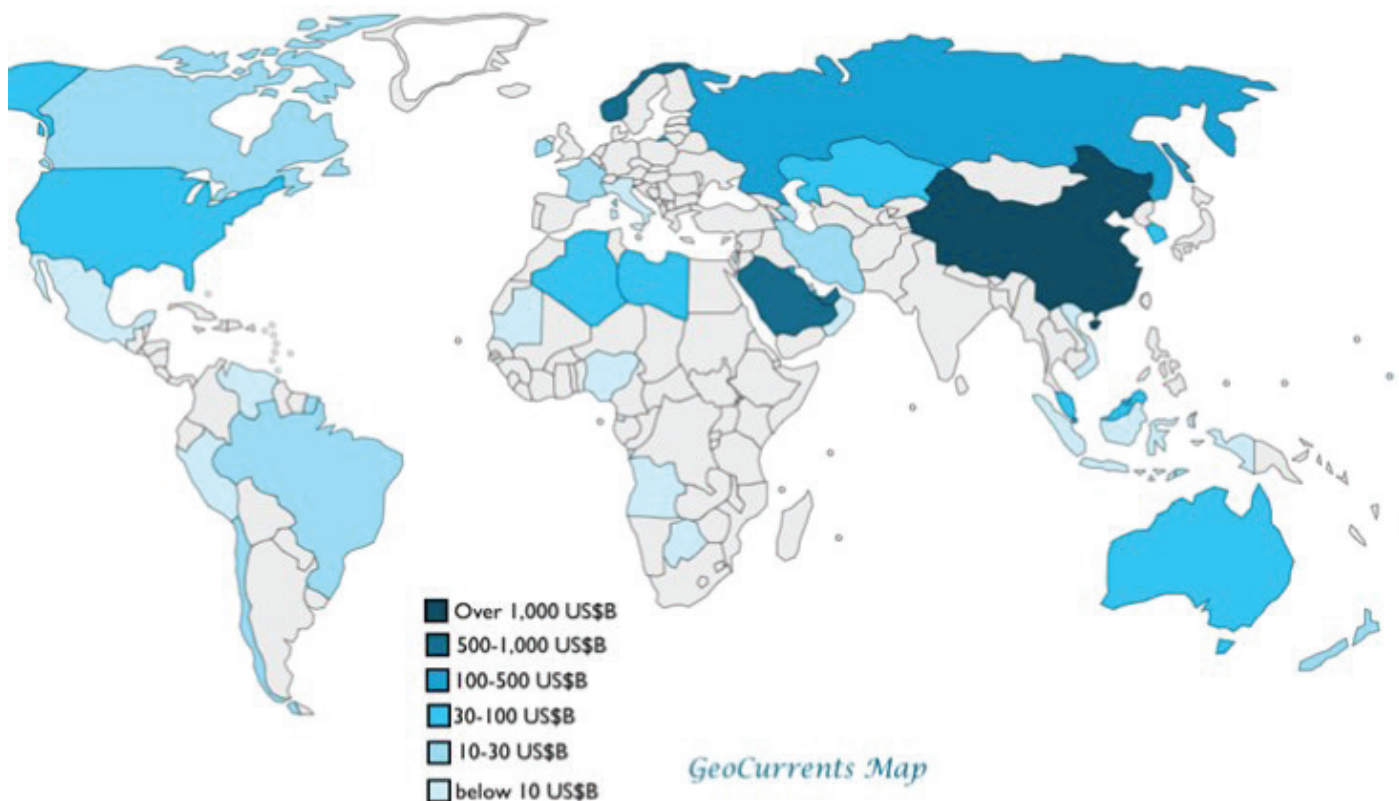 Over 1,000 US$B
500-1,000 US$B
100-500 US$B
30-100 US$B
10-30 US$B
below 10 US$B
GeoCurrents Map